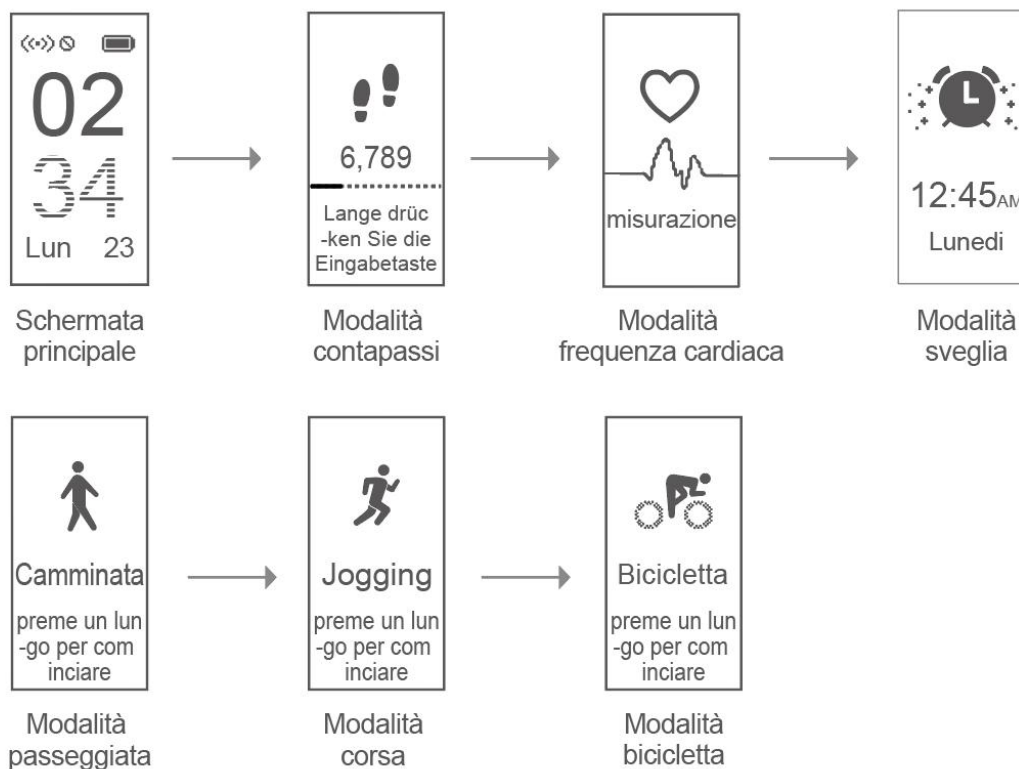 02
34
Lun 23
Schermata
principale
6,789
Lange drüc
-ken Sie die
Eingabetaste
Modalità
contapassi
misurazione
Modalità
frequenza cardiaca
12:45AM
Lunedi
Modalità
sveglia
Camminata
preme un lun
-go per com
inciare
Modalità
passeggiata
Jogging
preme un lun
-go per com
inciare
Modalità
corsa
Bicicletta
preme un lun
-go per com
inciare
Modalità
bicicletta